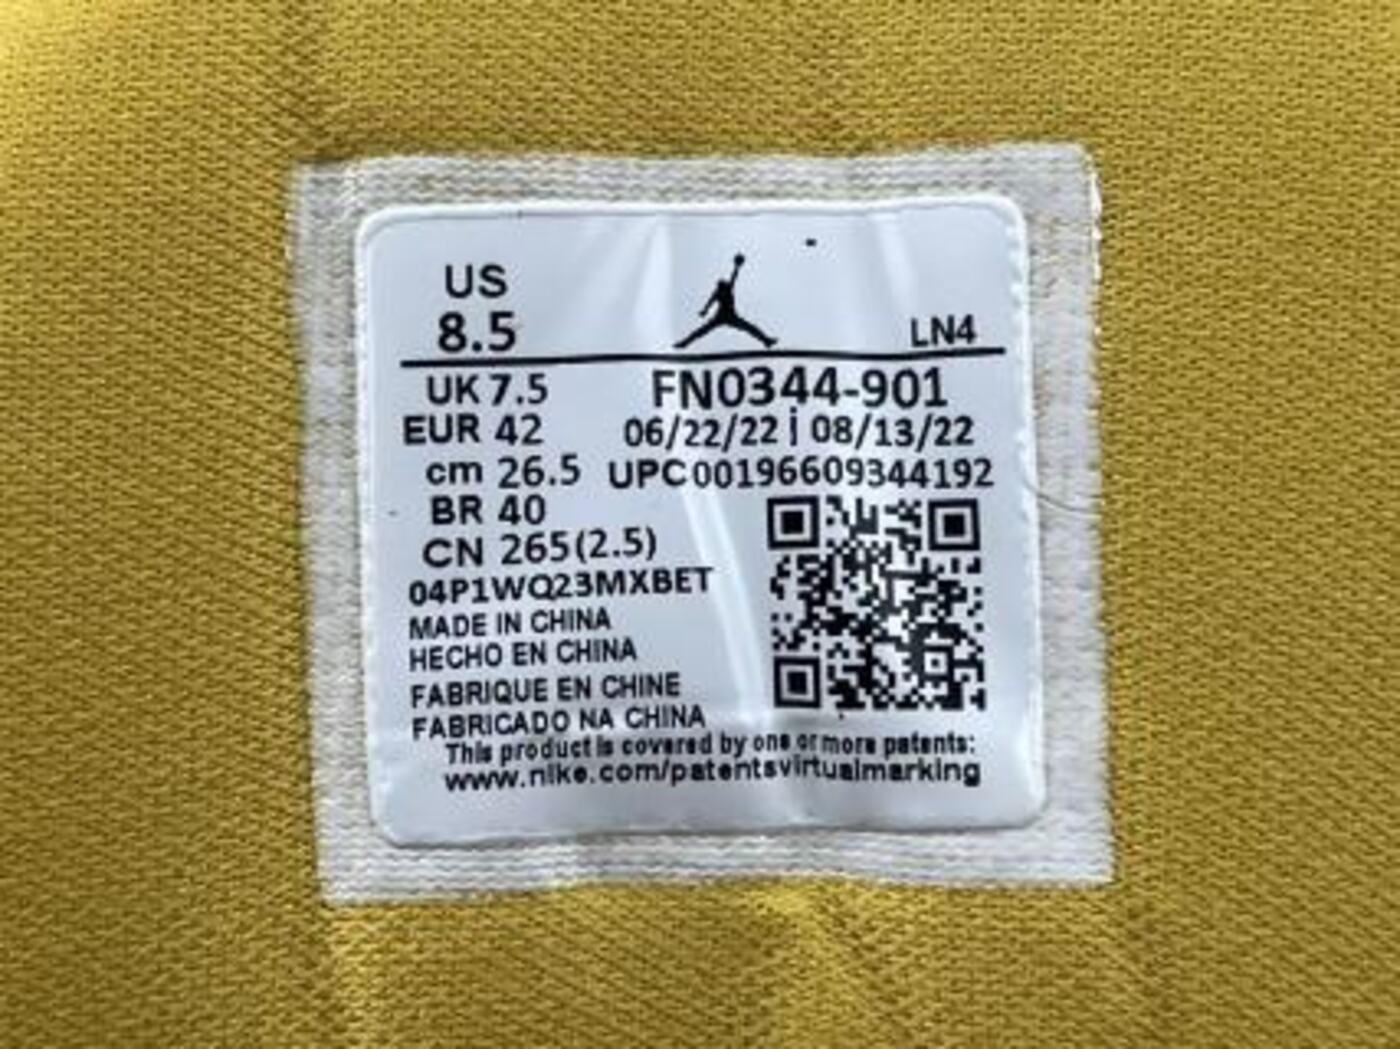 US
8.5
LN4
UK 7.5
FN0344-901
EUR 42
06/22/22 | 08/13/22
cm 26.5
UPC00196609344192
BR 40
CN 265(2.5)
04P1WQ23MXBET
MADE IN CHINA
HECHO EN CHINA
FABRIQUE EN CHINE
FABRICADO NA CHINA
This product is covered by one or more patents:
www.nike.com/patentsvirtualmarking